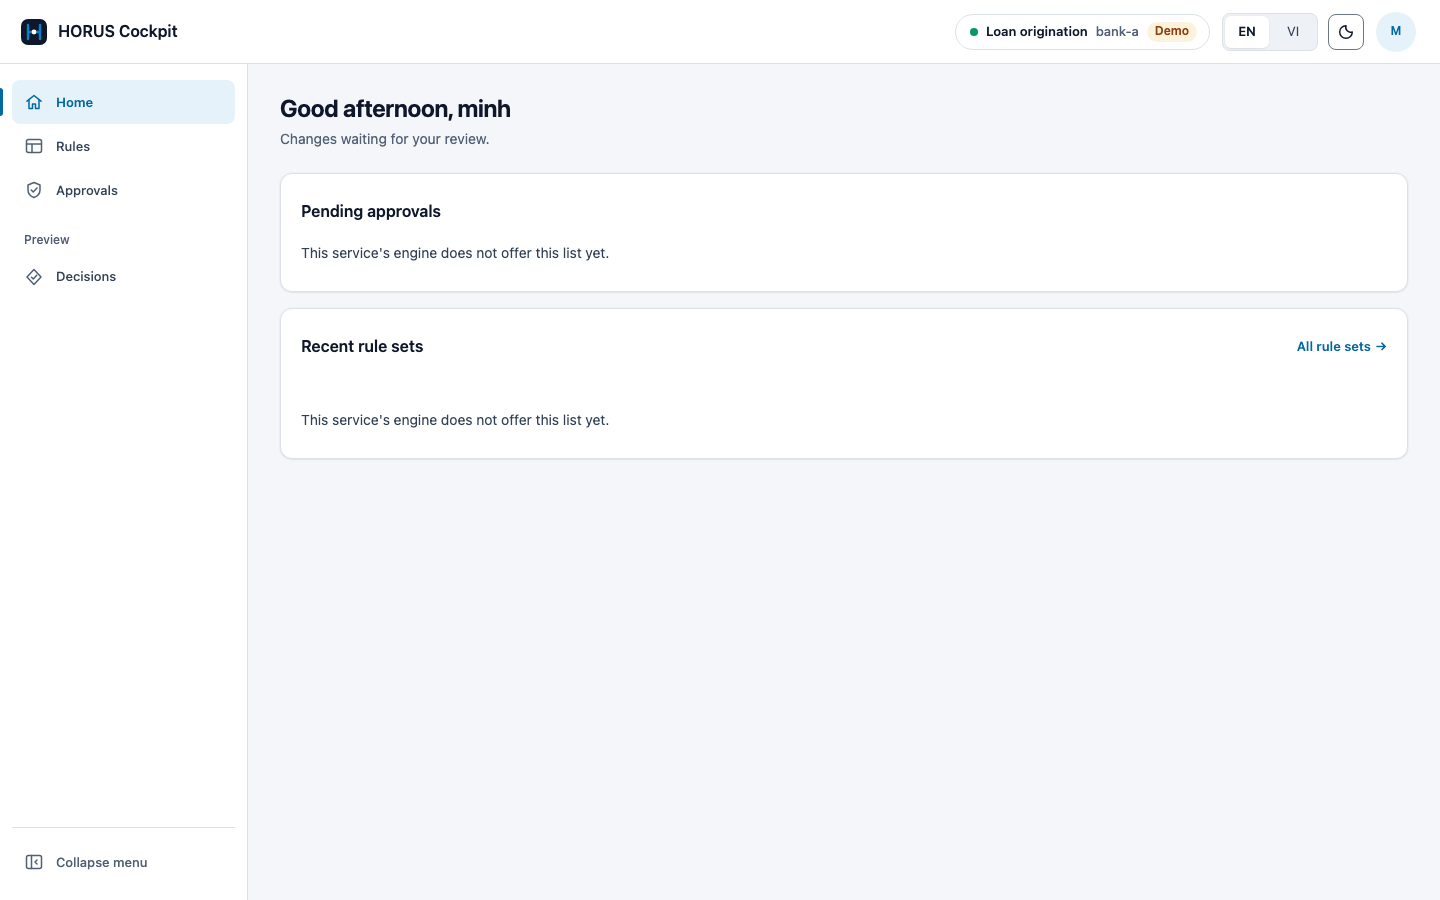 HORUS Cockpit
Loan origination bank-a Demo
EN VI
M
Home
Rules
Approvals
Preview
Decisions
Collapse menu
Good afternoon, minh
Changes waiting for your review.
Pending approvals
This service's engine does not offer this list yet.
Recent rule sets
All rule sets →
This service's engine does not offer this list yet.